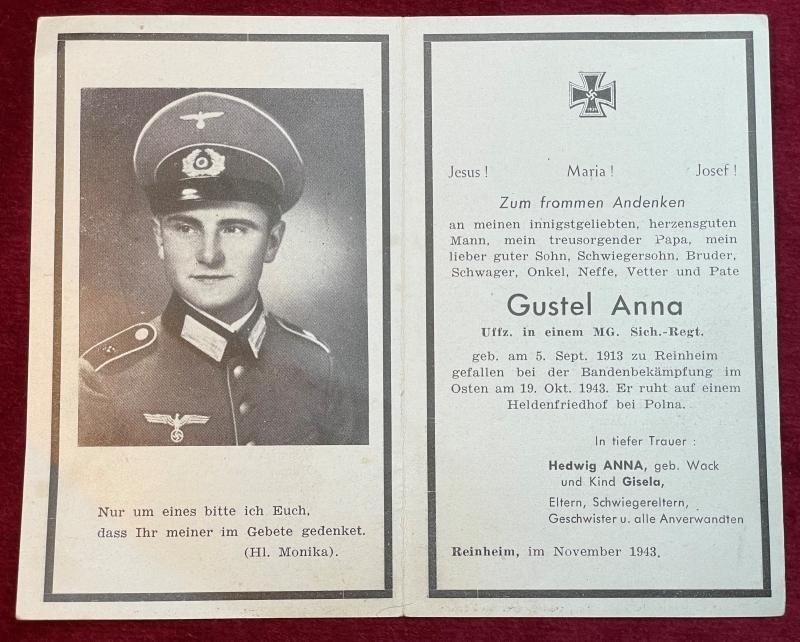 Nur um eines bitte ich Euch,
dass Ihr meiner im Gebete gedenket.
(Hl. Monika).
Jesus ! Maria ! Josef !
Zum frommen Andenken
an meinen innigstgeliebten, herzensguten
Mann, mein treusorgender Papa, mein
lieber guter Sohn, Schwiegersohn, Bruder,
Schwager, Onkel, Neffe, Vetter und Pate
Gustel Anna
Uffz. in einem MG. Sich.-Regt.
geb. am 5. Sept. 1913 zu Reinheim
gefallen bei der Bandenbekämpfung im
Osten am 19. Okt. 1943. Er ruht auf einem
Heldenfriedhof bei Polna.
In tiefer Trauer :
Hedwig ANNA, geb. Wack
und Kind Gisela,
Eltern, Schwiegereltern,
Geschwister u. alle Anverwandten
Reinheim, im November 1943.